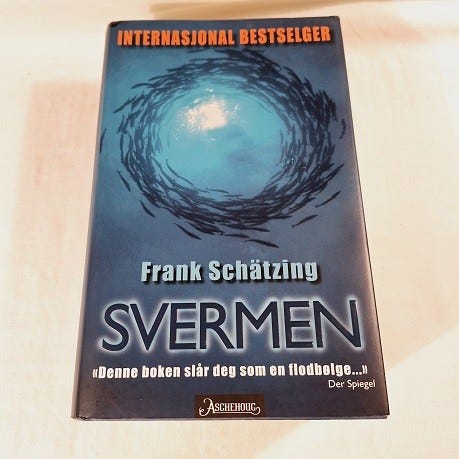 INTERNASJONAL BESTSELGER
Frank Schätzing
SVERMEN
«Denne boken slår deg som en flodbølge...»
Der Spiegel
ASCHEHOUG